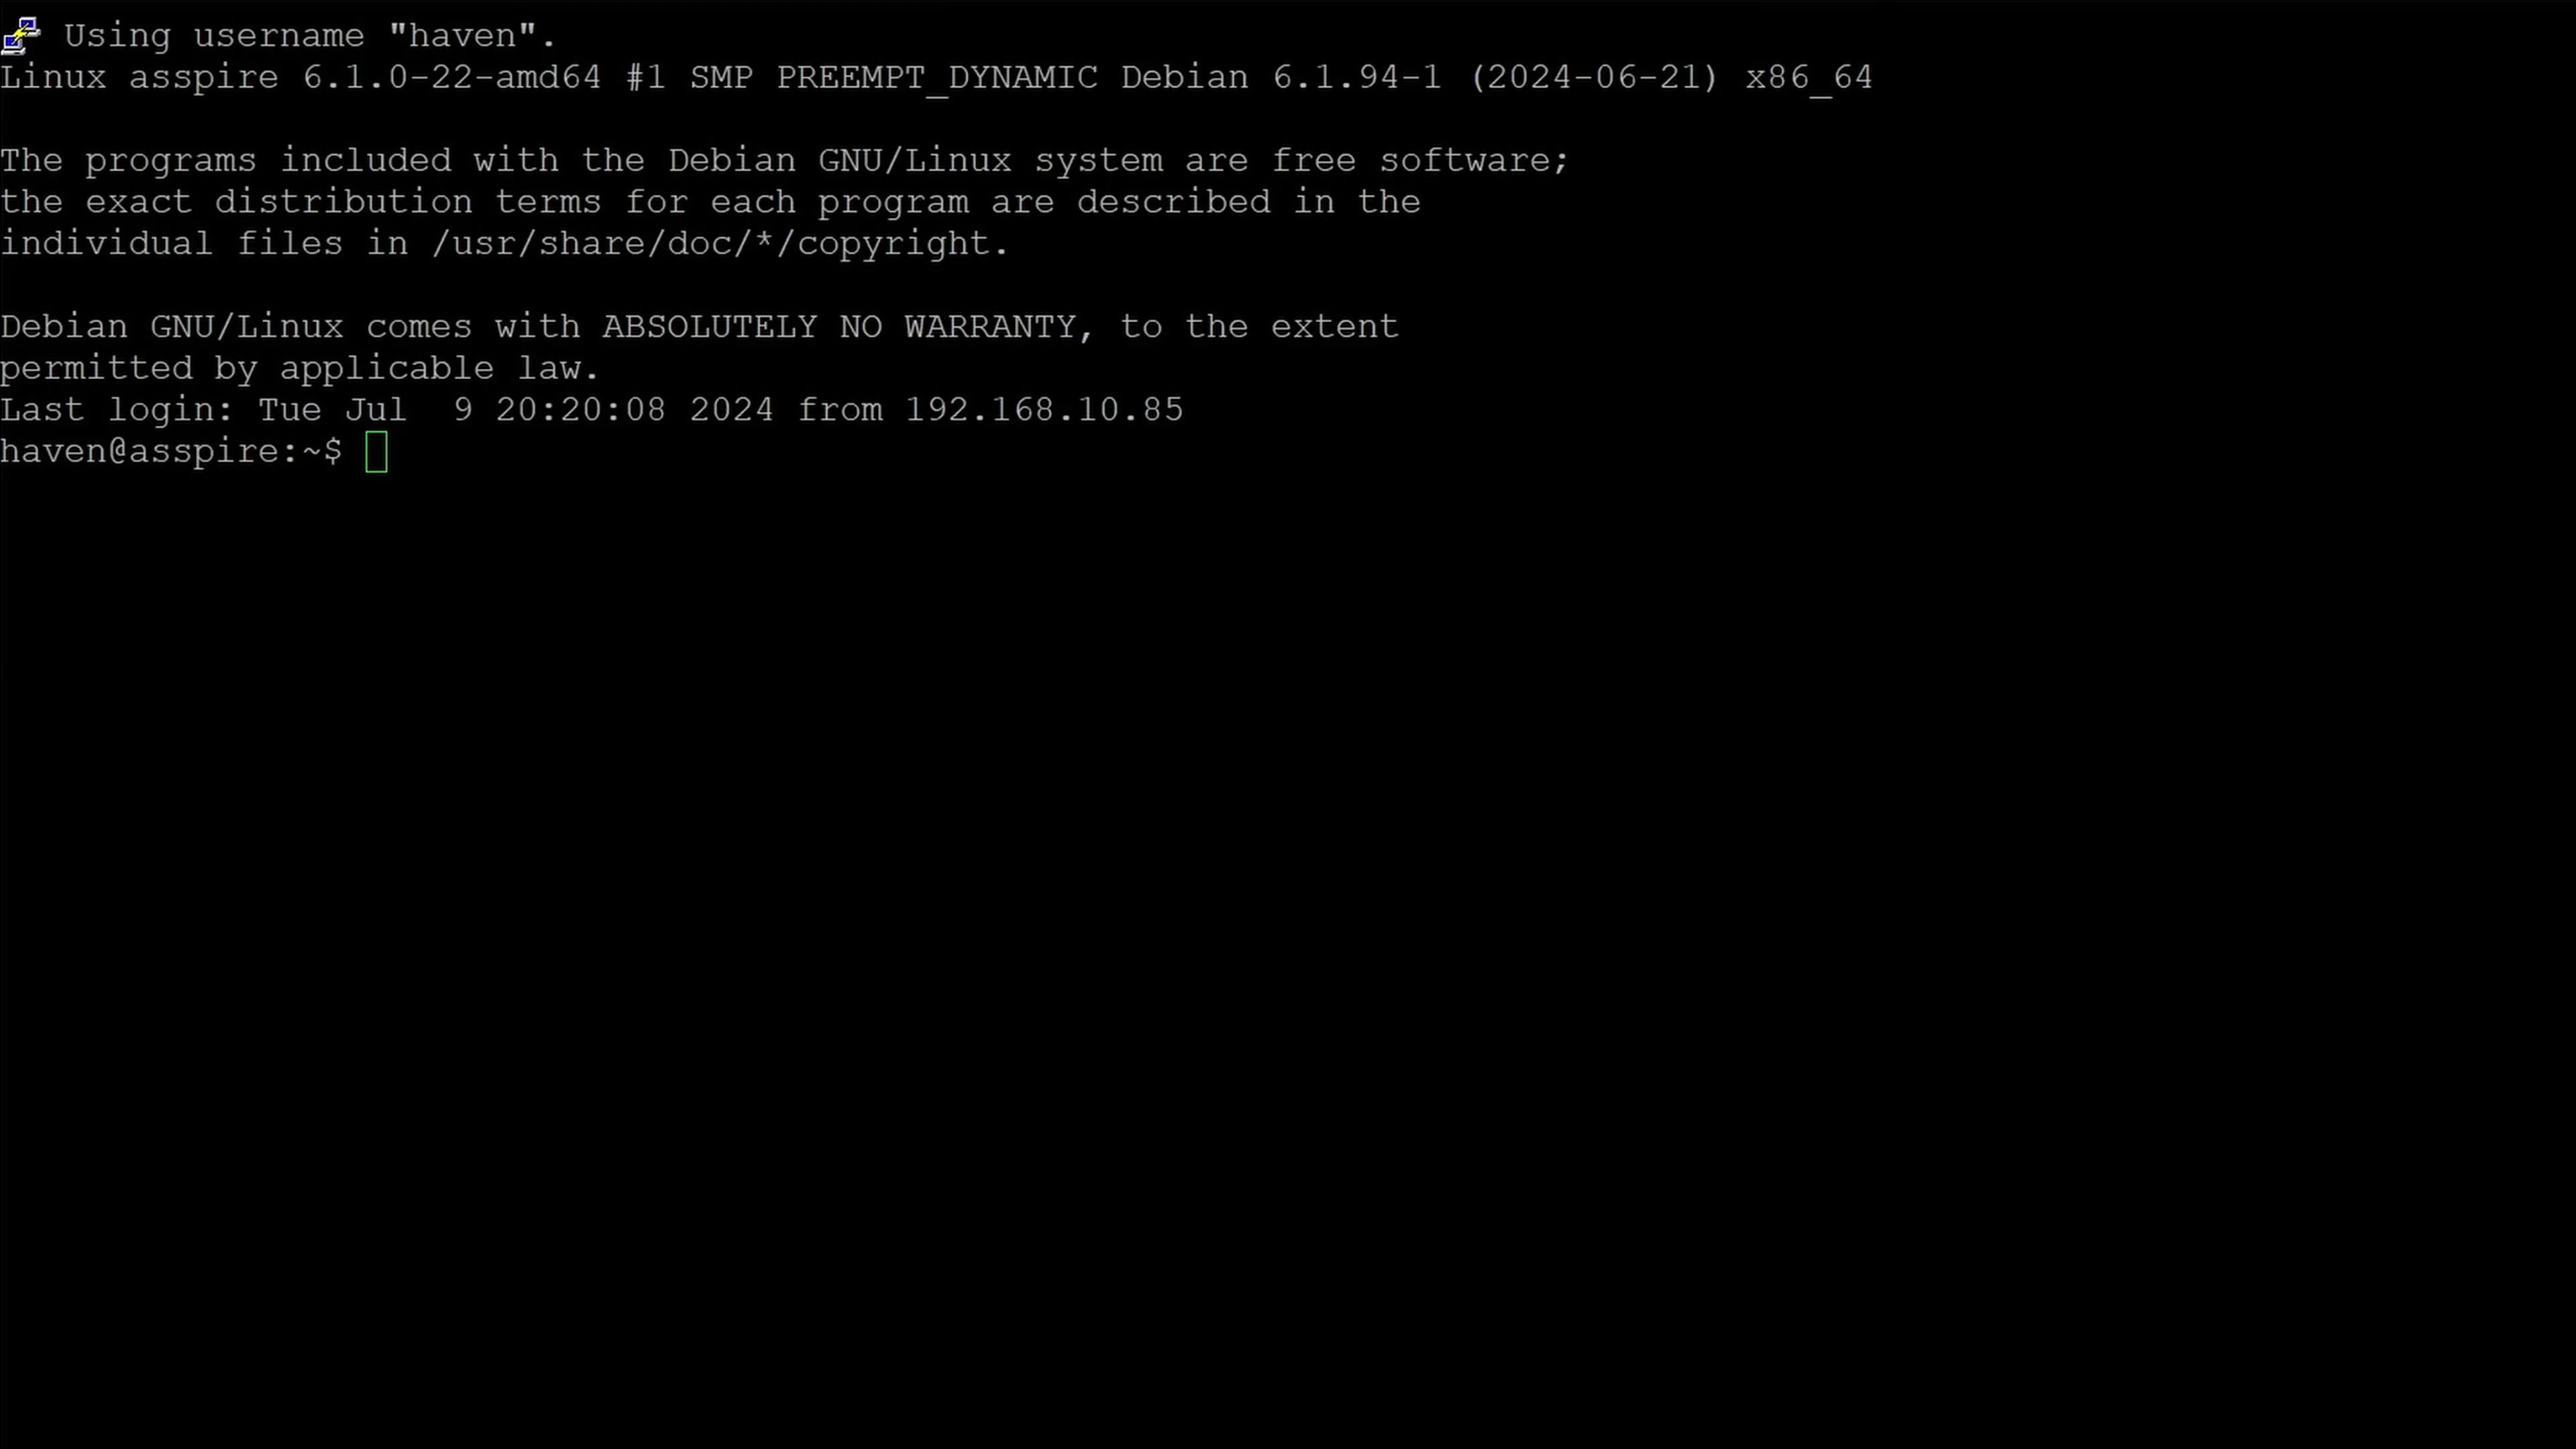 Using username "haven".
Linux asspire 6.1.0-22-amd64 #1 SMP PREEMPT_DYNAMIC Debian 6.1.94-1 (2024-06-21) x86_64
The programs included with the Debian GNU/Linux system are free software;
the exact distribution terms for each program are described in the
individual files in /usr/share/doc/*/copyright.
Debian GNU/Linux comes with ABSOLUTELY NO WARRANTY, to the extent
permitted by applicable law.
Last login: Tue Jul  9 20:20:08 2024 from 192.168.10.85
haven@asspire:~$